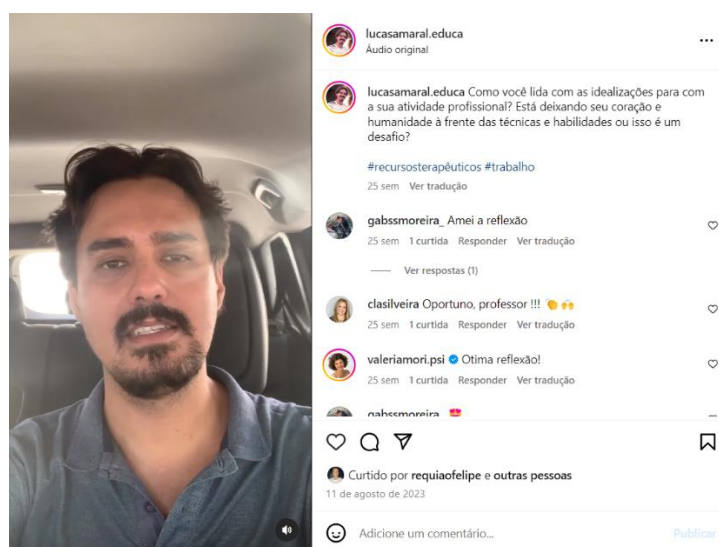 lucasamaral.educa
Áudio original
lucasamaral.educa Como você lida com as idealizações para com
a sua atividade profissional? Está deixando seu coração e
humanidade à frente das técnicas e habilidades ou isso é um
desafio?
#recursosterapêuticos #trabalho
25 sem Ver tradução
gabssmoreira_ Amei a reflexão
25 sem 1 curtida Responder Ver tradução
Ver respostas (1)
clasilveira Oportuno, professor !!! 👏🙌
25 sem 1 curtida Responder Ver tradução
valeriamori.psi Otima reflexão!
25 sem 1 curtida Responder Ver tradução
gabssmoreira_ 🤩
Curtido por requiaofelipe e outras pessoas
11 de agosto de 2023
Adicione um comentário...
Publicar